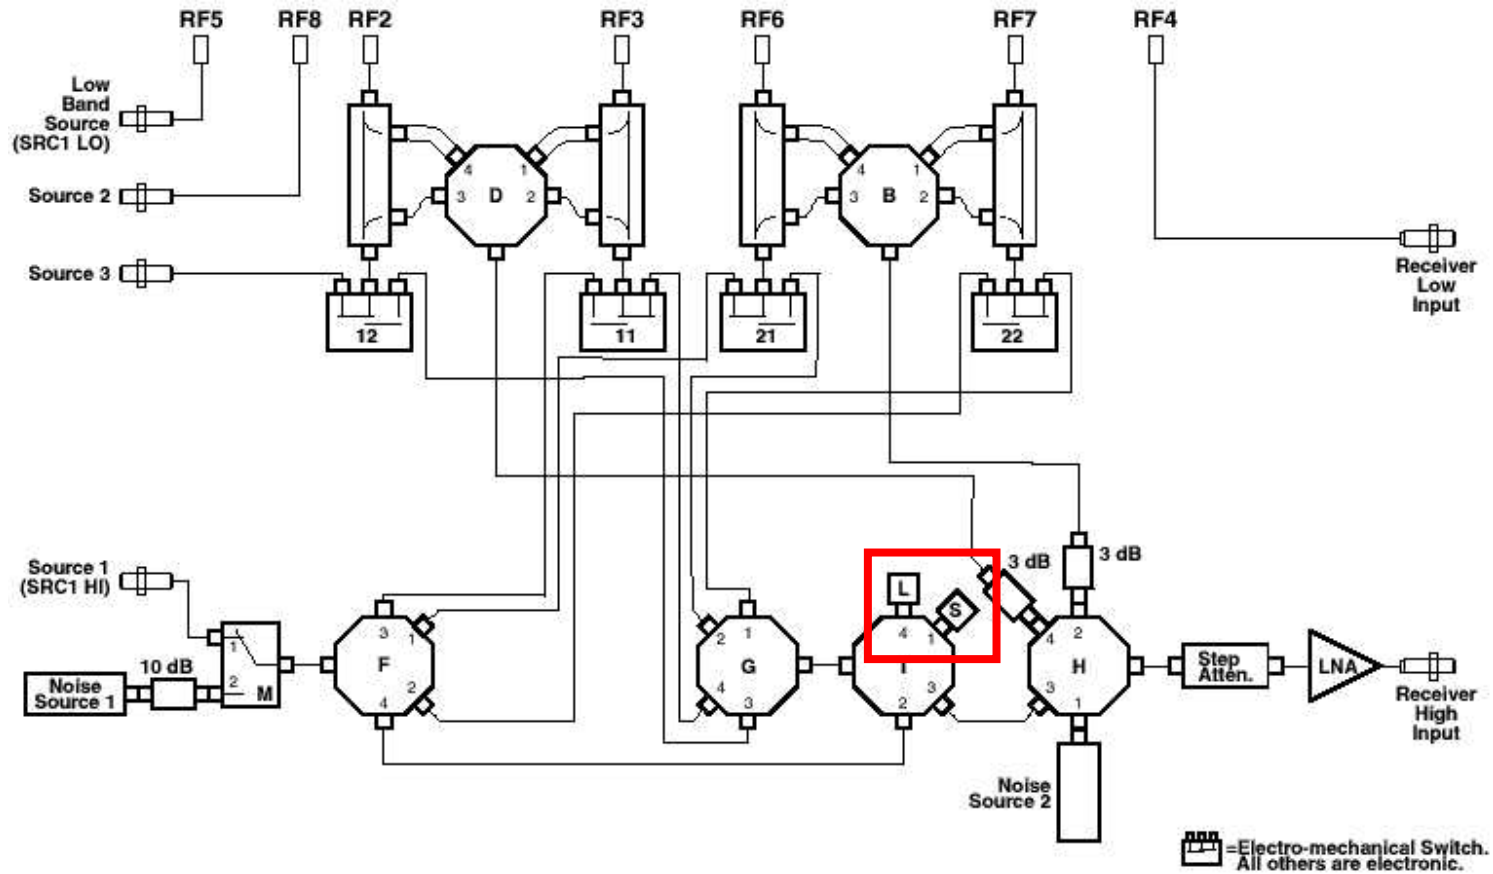 RF5
RF8
RF2
RF3
RF6
RF7
RF4
Low
Band
Source
(SRC1 LO)
Source 2
Source 3
4
1
3
D
2
4
1
3
B
2
Receiver
Low
Input
12
11
21
22
Source 1
(SRC1 HI)
Noise
Source 1
10 dB
1
2
M
3
1
F
2
4
2
1
G
4
3
L
S
4
1
I
3
2
3 dB
3 dB
4
2
H
3
1
Noise
Source 2
Step
Atten.
LNA
Receiver
High
Input
=Electro-mechanical Switch.
All others are electronic.